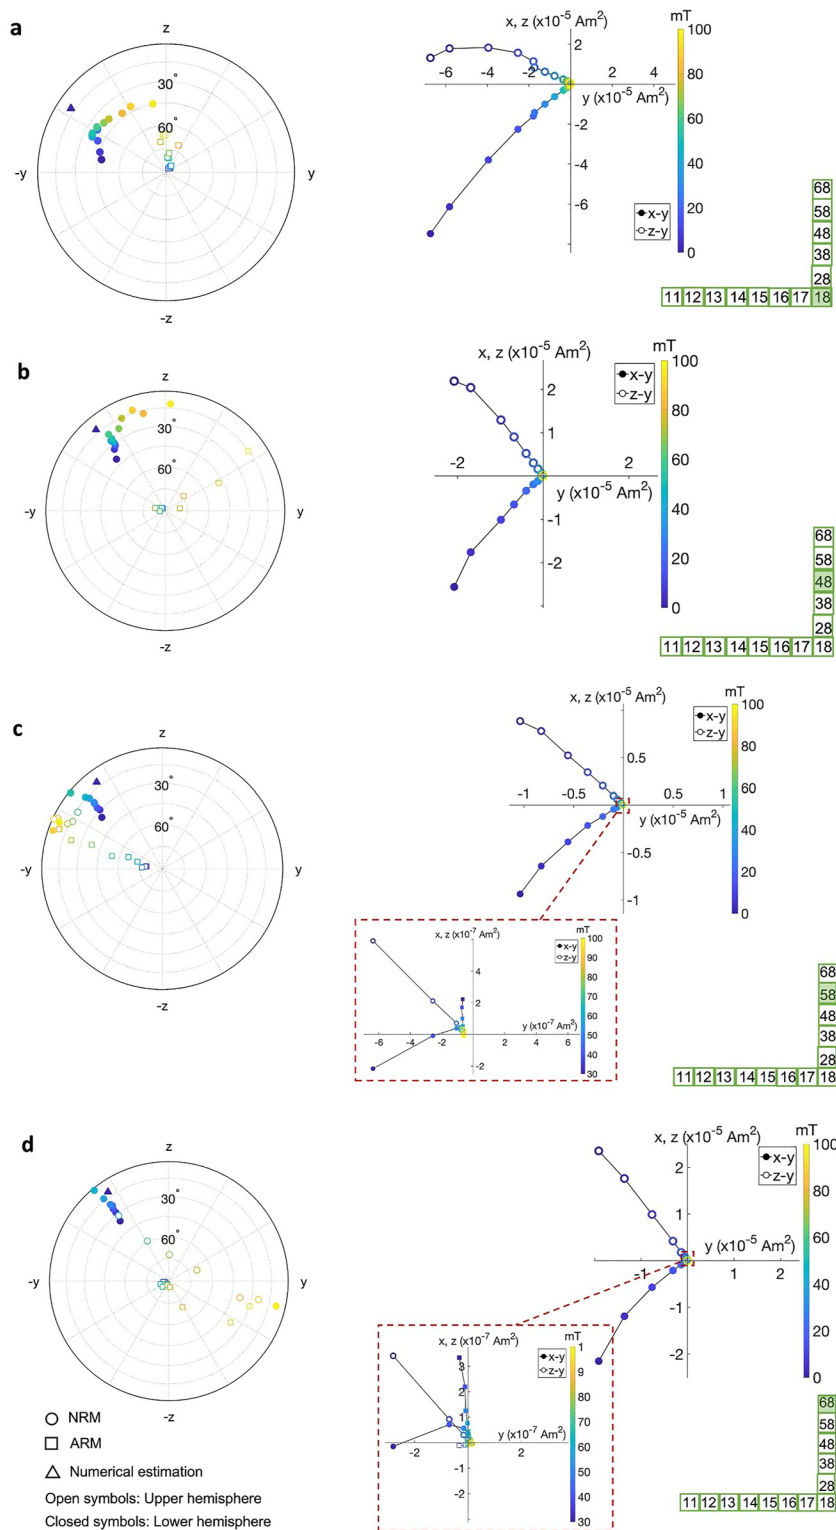 a
z
30°
60°
-y
y
-z
x, z (x10-5 Am2)
mT
2
100
80
60
40
20
0
-6 -4 -2 2 4
y (x10-5 Am2)
-2
-4
-6
x-y
z-y
68
58
48
38
28
11 12 13 14 15 16 17 18
b
z
30°
60°
-y
y
-z
x, z (x10-5 Am2)
mT
x-y
z-y
2
1
-2 2
y (x10-5 Am2)
-1
-2
100
80
60
40
20
0
68
58
48
38
28
11 12 13 14 15 16 17 18
c
z
30°
60°
-y
y
-z
x, z (x10-5 Am2)
mT
x-y
z-y
0.5
-1 -0.5 0.5 1
y (x10-5 Am2)
-0.5
-1
100
80
60
40
20
0
x, z (x10-7 Am2)
mT
x-y
z-y
4
2
y (x10-7 Am2)
-6 -4 -2 2 4 6
-2
100
90
80
70
60
50
40
30
68
58
48
38
28
11 12 13 14 15 16 17 18
d
z
30°
60°
-y
y
-z
x, z (x10-5 Am2)
mT
x-y
z-y
2
1
y (x10-5 Am2)
-1 1 2
-1
-2
100
80
60
40
20
0
x, z (x10-7 Am2)
mT
x-y
z-y
3
2
1
y (x10-7 Am2)
-2 2
-1
-2
1
9
80
70
60
50
40
30
68
58
48
38
28
11 12 13 14 15 16 17 18
NRM
ARM
Numerical estimation
Open symbols: Upper hemisphere
Closed symbols: Lower hemisphere